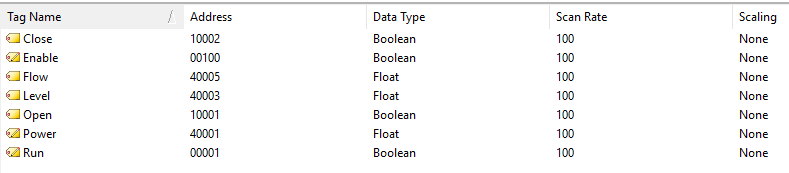 Tag Name Address Data Type Scan Rate Scaling
Close 10002 Boolean 100 None
Enable 00100 Boolean 100 None
Flow 40005 Float 100 None
Level 40003 Float 100 None
Open 10001 Boolean 100 None
Power 40001 Float 100 None
Run 00001 Boolean 100 None